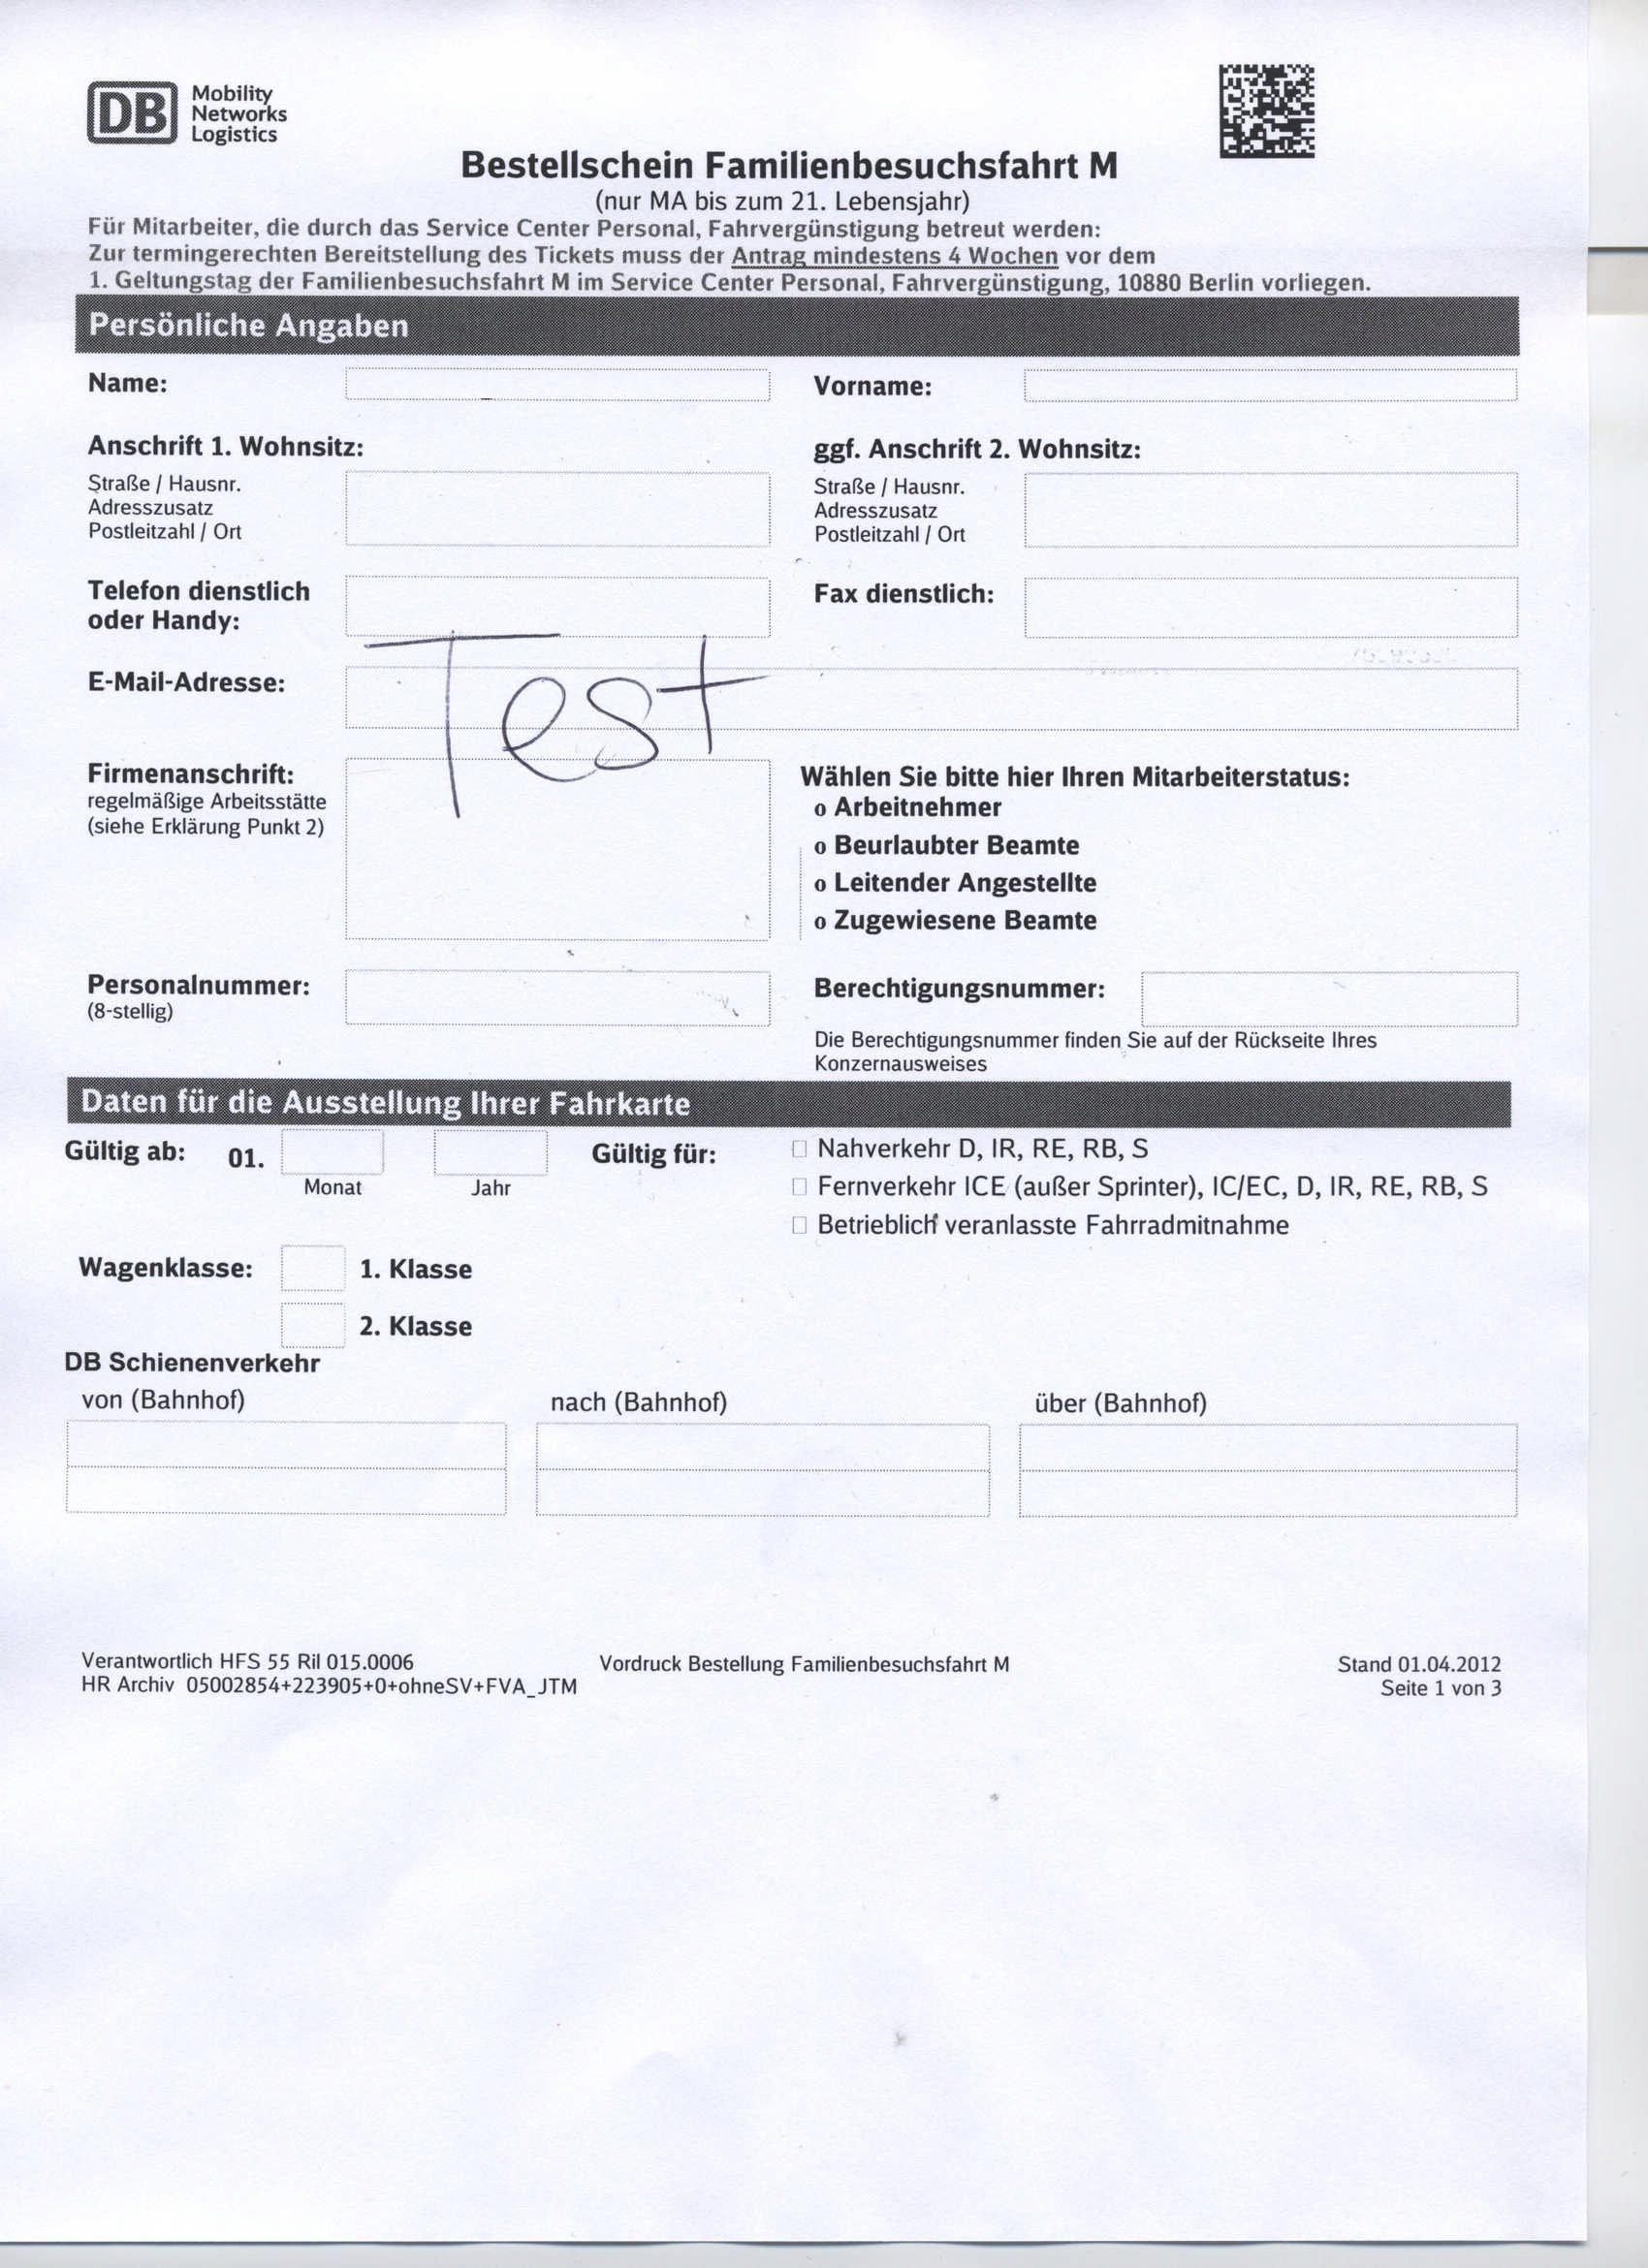 DB Mobility
Networks
Logistics
Bestellschein Familienbesuchsfahrt M
(nur MA bis zum 21. Lebensjahr)
Für Mitarbeiter, die durch das Service Center Personal, Fahrvergünstigung betreut werden:
Zur termingerechten Bereitstellung des Tickets muss der Antrag mindestens 4 Wochen vor dem
1. Geltungstag der Familienbesuchsfahrt M im Service Center Personal, Fahrvergünstigung, 10880 Berlin vorliegen.
Persönliche Angaben
Name: Vorname:
Anschrift 1. Wohnsitz: ggf. Anschrift 2. Wohnsitz:
Straße / Hausnr. Straße / Hausnr.
Adresszusatz Adresszusatz
Postleitzahl / Ort Postleitzahl / Ort
Telefon dienstlich Fax dienstlich:
oder Handy:
E-Mail-Adresse: Test
Firmenanschrift: Wählen Sie bitte hier Ihren Mitarbeiterstatus:
regelmäßige Arbeitsstätte o Arbeitnehmer
(siehe Erklärung Punkt 2) o Beurlaubter Beamte
o Leitender Angestellte
o Zugewiesene Beamte
Personalnummer: Berechtigungsnummer:
(8-stellig)
Die Berechtigungsnummer finden Sie auf der Rückseite Ihres
Konzernausweises
Daten für die Ausstellung Ihrer Fahrkarte
Gültig ab: 01. Gültig für: Nahverkehr D, IR, RE, RB, S
Monat Jahr Fernverkehr ICE (außer Sprinter), IC/EC, D, IR, RE, RB, S
Betrieblich veranlasste Fahrradmitnahme
Wagenklasse: 1. Klasse
2. Klasse
DB Schienenverkehr
von (Bahnhof) nach (Bahnhof) über (Bahnhof)
Verantwortlich HFS 55 Ril 015.0006 Vordruck Bestellung Familienbesuchsfahrt M Stand 01.04.2012
HR Archiv 05002854+223905+0+ohneSV+FVA_JTM Seite 1 von 3